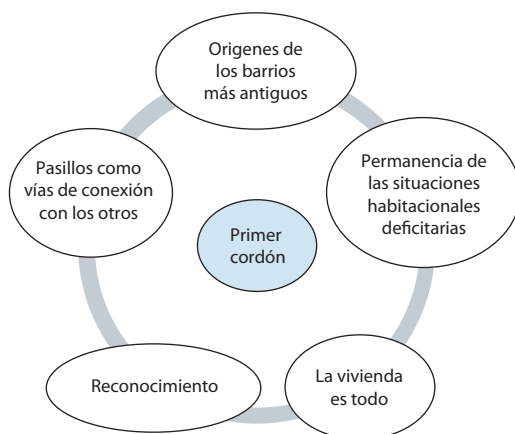 Origenes de
los barrios
más antiguos
Pasillos como
vías de conexión
con los otros
Permanencia de
las situaciones
habitacionales
deficitarias
Primer
cordón
Reconocimiento
La vivienda
es todo